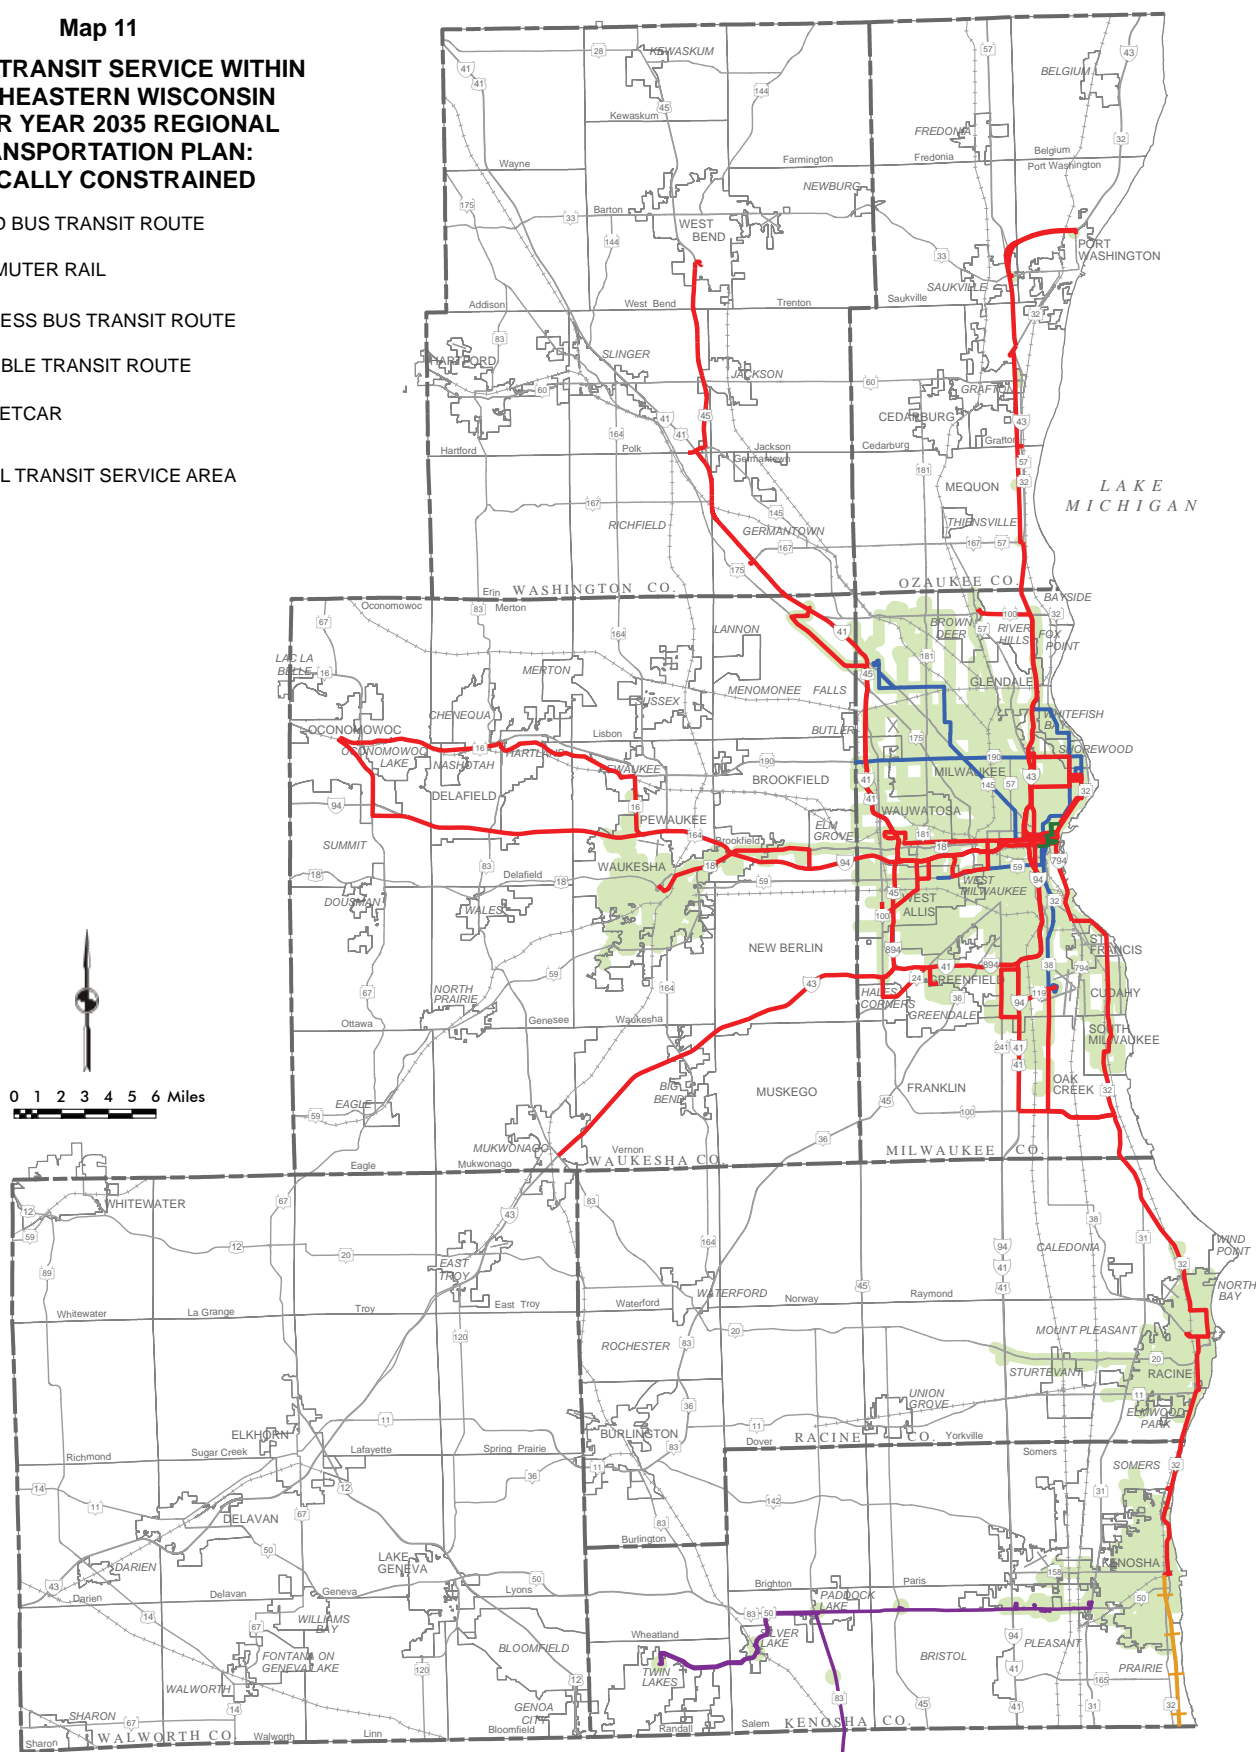 Map 11
TRANSIT SERVICE WITHIN
HEASTERN WISCONSIN
R YEAR 2035 REGIONAL
ANSPORTATION PLAN:
CALLY CONSTRAINED
D BUS TRANSIT ROUTE
MUTER RAIL
ESS BUS TRANSIT ROUTE
BLE TRANSIT ROUTE
ETCAR
L TRANSIT SERVICE AREA
KEWASKUM
Kewaskum
Wayne
Barton
Farmington
NEWBURG
WEST
BEND
Addison
West Bend
Trenton
BELGIUM
FREDONIA
Fredonia
Belgium
Port Washington
PORT
WASHINGTON
SAUKVILLE
Saukville
HARTFORD
SLINGER
JACKSON
Hartford
Polk
Jackson
Germantown
GRAFTON
CEDARBURG
Cedarburg
Grafton
MEQUON
THIENSVILLE
LAKE
MICHIGAN
RICHFIELD
GERMANTOWN
Erin
WASHINGTON CO.
OZAUKEE CO.
Oconomowoc
Merton
LAC LA
BELLE
MERTON
LANNON
SUSSEX
MENOMONEE FALLS
BUTLER
CHENEQUA
OCONOMOWOC
OCONOMOWOC
LAKE
NASHOTAH
HARTLAND
Lisbon
PEWAUKEE
DELAFIELD
PEWAUKEE
BROOKFIELD
Brookfield
ELM
GROVE
SUMMIT
WAUKESHA
Delafield
DOUSMAN
WALES
NEW BERLIN
NORTH
PRAIRIE
Ottawa
Genesee
Waukesha
EAGLE
Eagle
BIG
BEND
MUSKEGO
MUKWONAGO
Mukwonago
Vernon
WAUKESHA CO.
BAYSIDE
BROWN
DEER
RIVER
HILLS
FOX
POINT
GLENDALE
WHITEFISH
BAY
SHOREWOOD
MILWAUKEE
WAUWATOSA
WEST
MILWAUKEE
WEST
ALLIS
ST.
FRANCIS
GREENFIELD
CUDAHY
HALES
CORNERS
GREENDALE
SOUTH
MILWAUKEE
FRANKLIN
OAK
CREEK
MILWAUKEE CO.
0 1 2 3 4 5 6 Miles
WHITEWATER
Whitewater
La Grange
Troy
EAST
TROY
East Troy
Waterford
WATERFORD
Norway
Raymond
CALEDONIA
WIND
POINT
NORTH
BAY
ROCHESTER
MOUNT PLEASANT
STURTEVANT
RACINE
ELMWOOD
PARK
UNION
GROVE
BURLINGTON
Dover
RACINE CO.
Yorkville
ELKHORN
Richmond
Sugar Creek
Lafayette
Spring Prairie
Burlington
Somers
SOMERS
DELAVAN
DARIEN
Darien
Delavan
LAKE
GENEVA
Geneva
Lyons
WILLIAMS
BAY
FONTANA ON
GENEVA LAKE
WALWORTH
BLOOMFIELD
GENOA
CITY
Bloomfield
SHARON
Sharon
WALWORTH CO.
Walworth
Linn
Brighton
Paris
PADDOCK
LAKE
KENOSHA
Wheatland
SILVER
LAKE
TWIN
LAKES
BRISTOL
PLEASANT
PRAIRIE
Randall
Salem
KENOSHA CO.